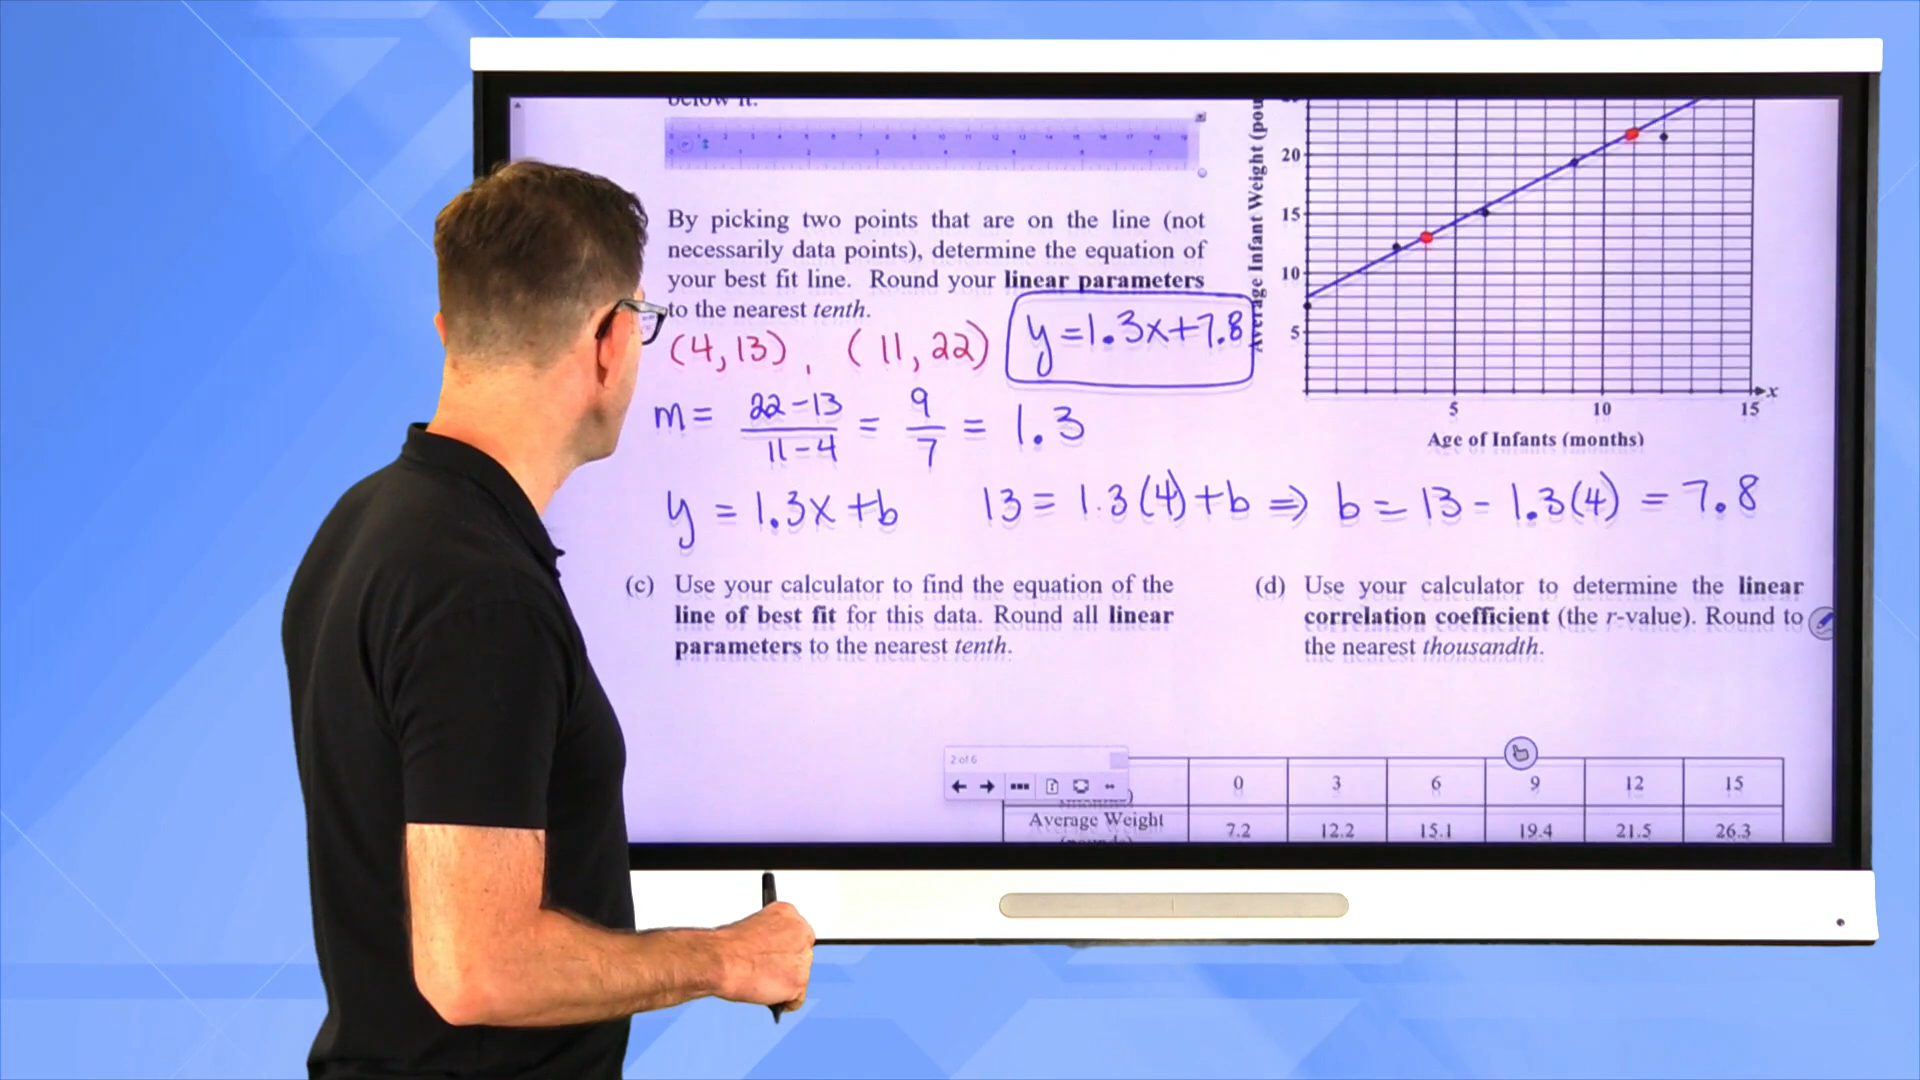 below it.
By picking two points that are on the line (not
necessarily data points), determine the equation of
your best fit line. Round your linear parameters
to the nearest tenth.
(4,13), (11,22)
y=1.3x+7.8
m= 22-13 / 11-4 = 9/7 = 1.3
y = 1.3x+b 13 = 1.3(4)+b ⇒ b = 13 - 1.3(4) = 7.8
20
15
10
5
5 10 15 x
Age of Infants (months)
Average Infant Weight (pou
(c) Use your calculator to find the equation of the
line of best fit for this data. Round all linear
parameters to the nearest tenth.
(d) Use your calculator to determine the linear
correlation coefficient (the r-value). Round to
the nearest thousandth.
2 of 6
0 3 6 9 12 15
Average Weight 7.2 12.2 15.1 19.4 21.5 26.3